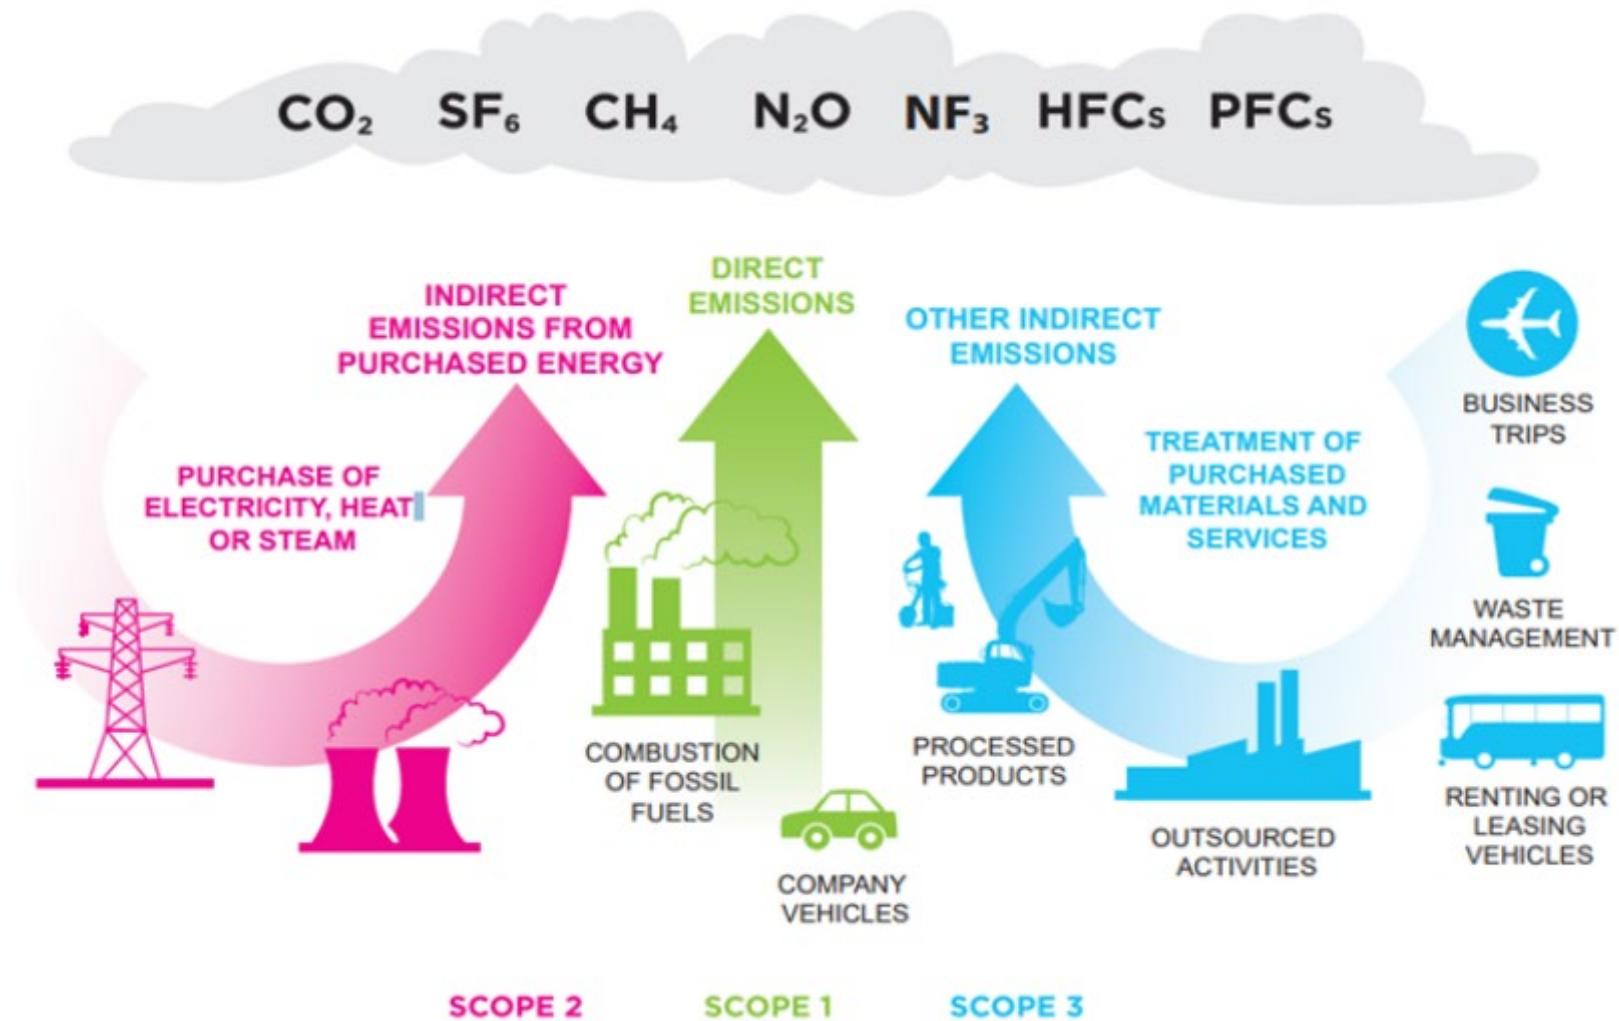 CO₂ SF₆ CH₄ N₂O NF₃ HFCs PFCs
INDIRECT
EMISSIONS FROM
PURCHASED ENERGY
PURCHASE OF
ELECTRICITY, HEAT
OR STEAM
DIRECT
EMISSIONS
COMBUSTION
OF FOSSIL
FUELS
COMPANY
VEHICLES
OTHER INDIRECT
EMISSIONS
TREATMENT OF
PURCHASED
MATERIALS AND
SERVICES
PROCESSED
PRODUCTS
OUTSOURCED
ACTIVITIES
BUSINESS
TRIPS
WASTE
MANAGEMENT
RENTING OR
LEASING
VEHICLES
SCOPE 2 SCOPE 1 SCOPE 3